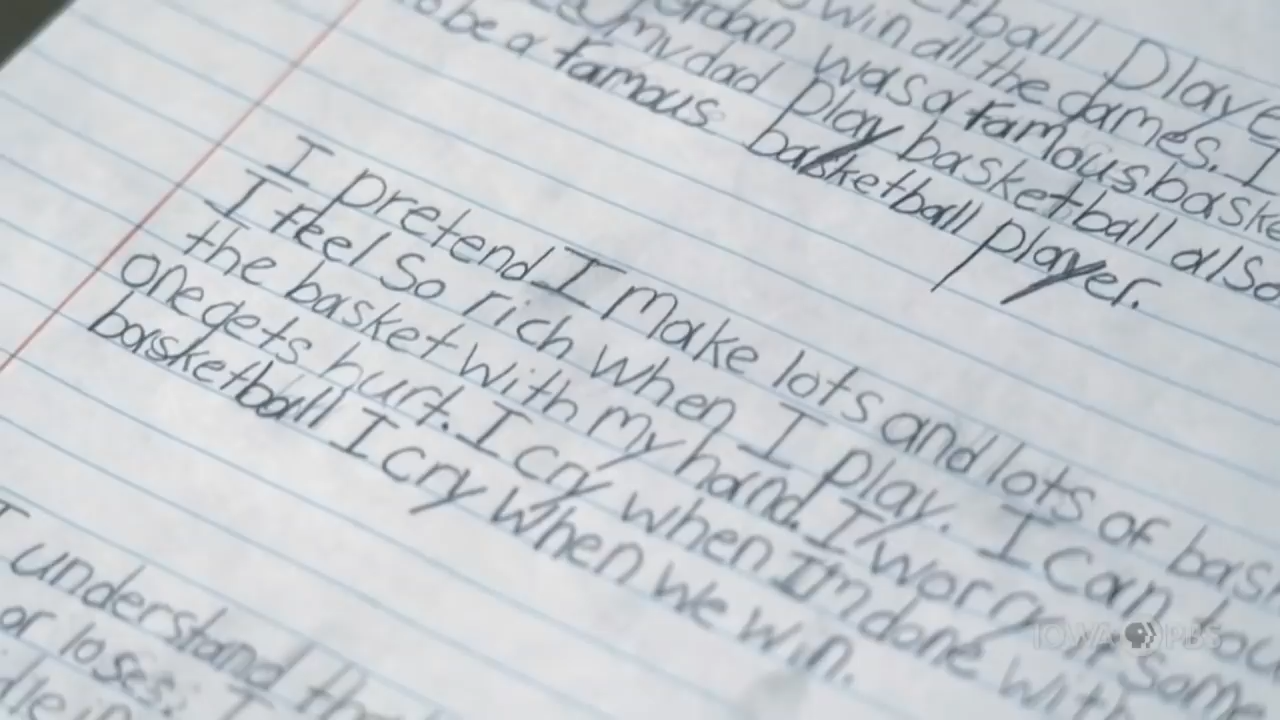 tball Playe
win all the games. I
ordan was a famous baske
my dad play basketball also
to be a famous basketball player.
I pretend I make lots and lots of bask
I feel so rich when I play. I can tou
the basket with my hand. I worry if some
one gets hurt. I cry when I'm done with
basketball I cry when we win.
I understand th
or loses.
IOWA PBS